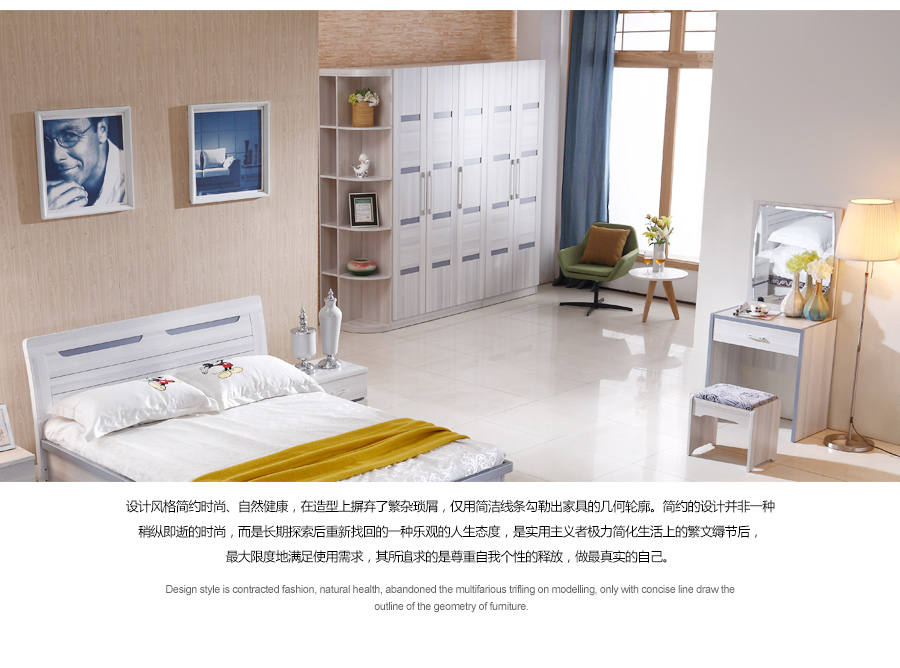 设计风格简约时尚、自然健康，在造型上摒弃了繁杂琐屑，仅用简洁线条勾勒出家具的几何轮廓。简约的设计并非一种
稍纵即逝的时尚，而是长期探索后重新找回的一种乐观的人生态度，是实用主义者极力简化生活上的繁文缛节后，
最大限度地满足使用需求，其所追求的是尊重自我个性的释放，做最真实的自己。
Design style is contracted fashion, natural health, abandoned the multifarious trifling on modelling, only with concise line draw the
outline of the geometry of furniture.